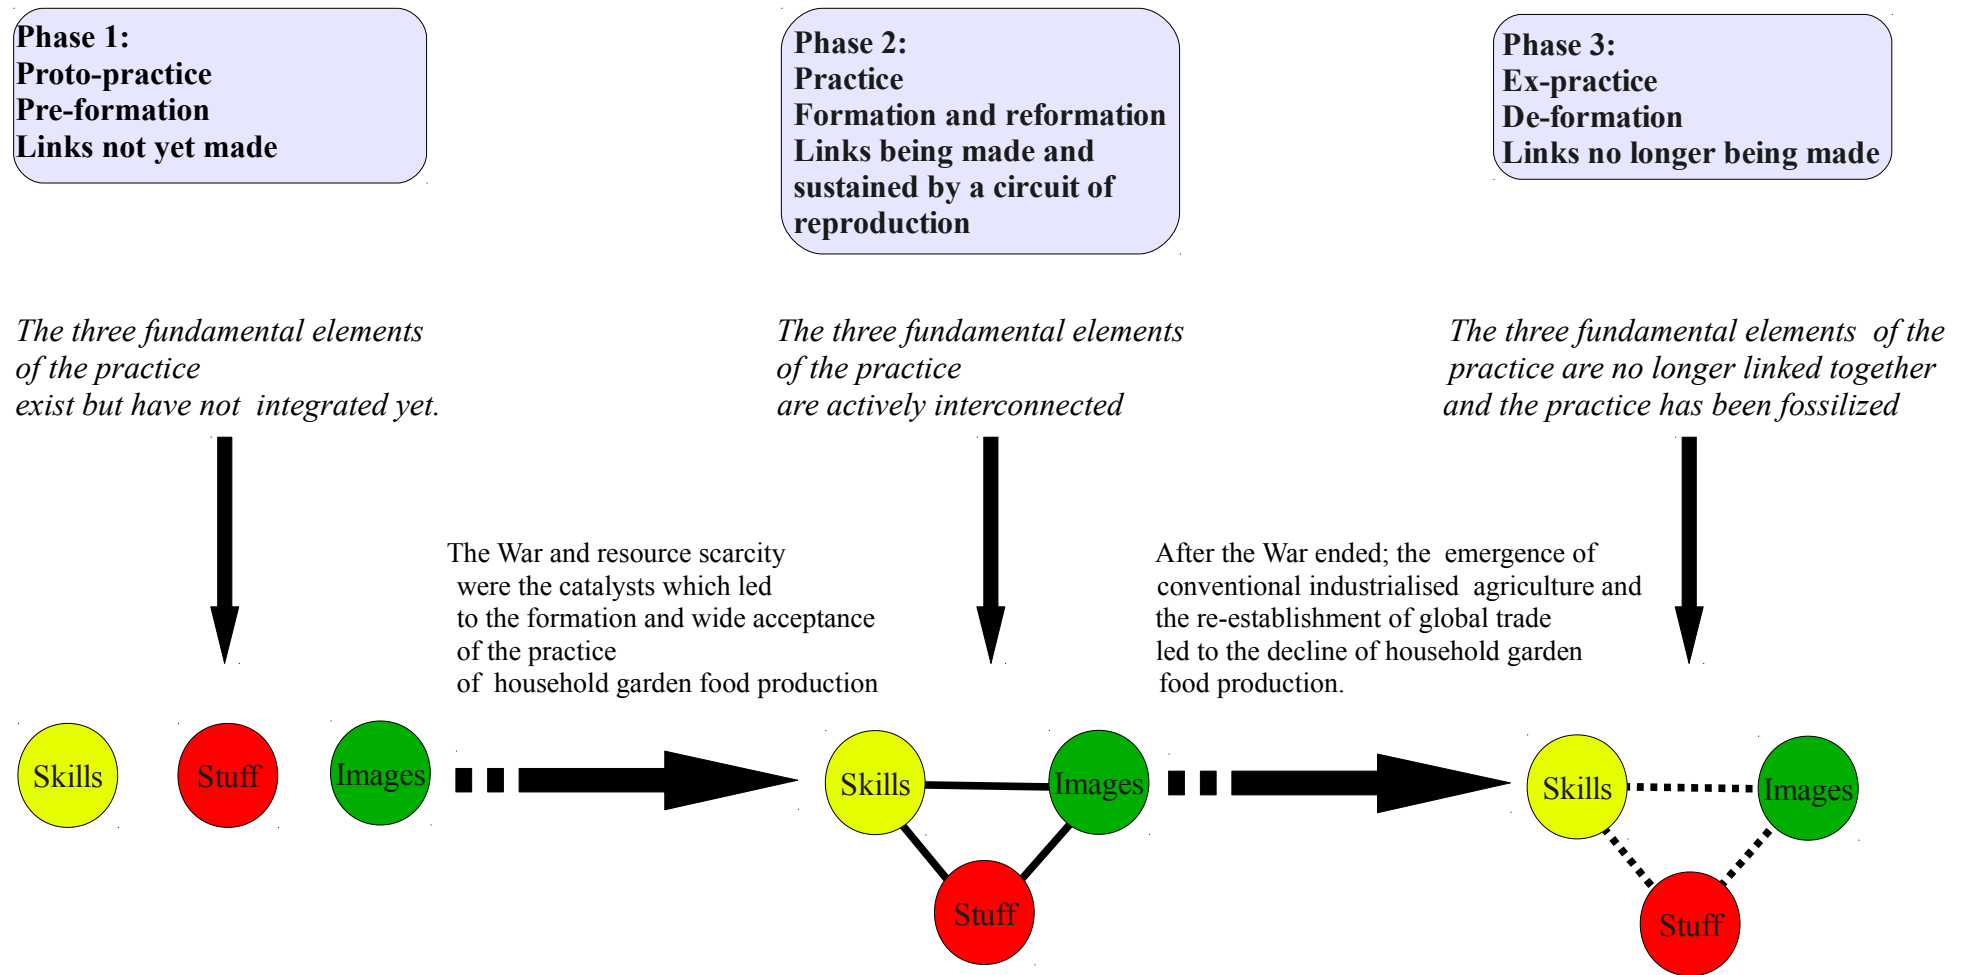 Phase 1:
Proto-practice
Pre-formation
Links not yet made
Phase 2:
Practice
Formation and reformation
Links being made and
sustained by a circuit of
reproduction
Phase 3:
Ex-practice
De-formation
Links no longer being made
The three fundamental elements
of the practice
exist but have not integrated yet.
The three fundamental elements
of the practice
are actively interconnected
The three fundamental elements of the
practice are no longer linked together
and the practice has been fossilized
The War and resource scarcity
were the catalysts which led
to the formation and wide acceptance
of the practice
of household garden food production
After the War ended; the emergence of
conventional industrialised agriculture and
the re-establishment of global trade
led to the decline of household garden
food production.
Skills
Stuff
Images
Skills
Images
Stuff
Skills
Images
Stuff